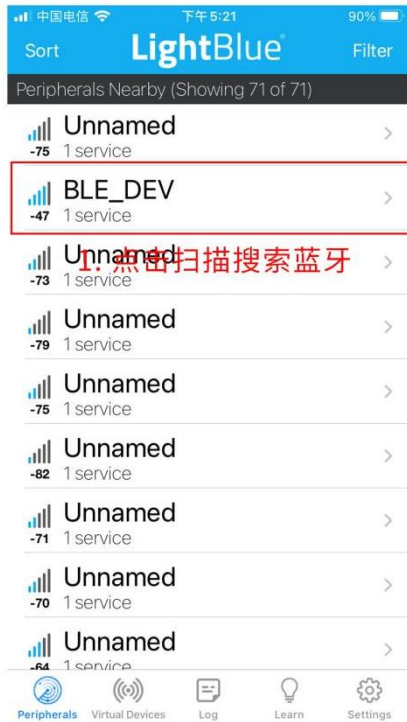 中国电信 下午5:21 90%
Sort LightBlue® Filter
Peripherals Nearby (Showing 71 of 71)
Unnamed
-75 1 service
BLE_DEV
-47 1 service
Unnamed
1. 点击扫描搜索蓝牙
-73 1 service
Unnamed
-79 1 service
Unnamed
-75 1 service
Unnamed
-82 1 service
Unnamed
-71 1 service
Unnamed
-70 1 service
Unnamed
-64 1 service
Peripherals Virtual Devices Log Learn Settings